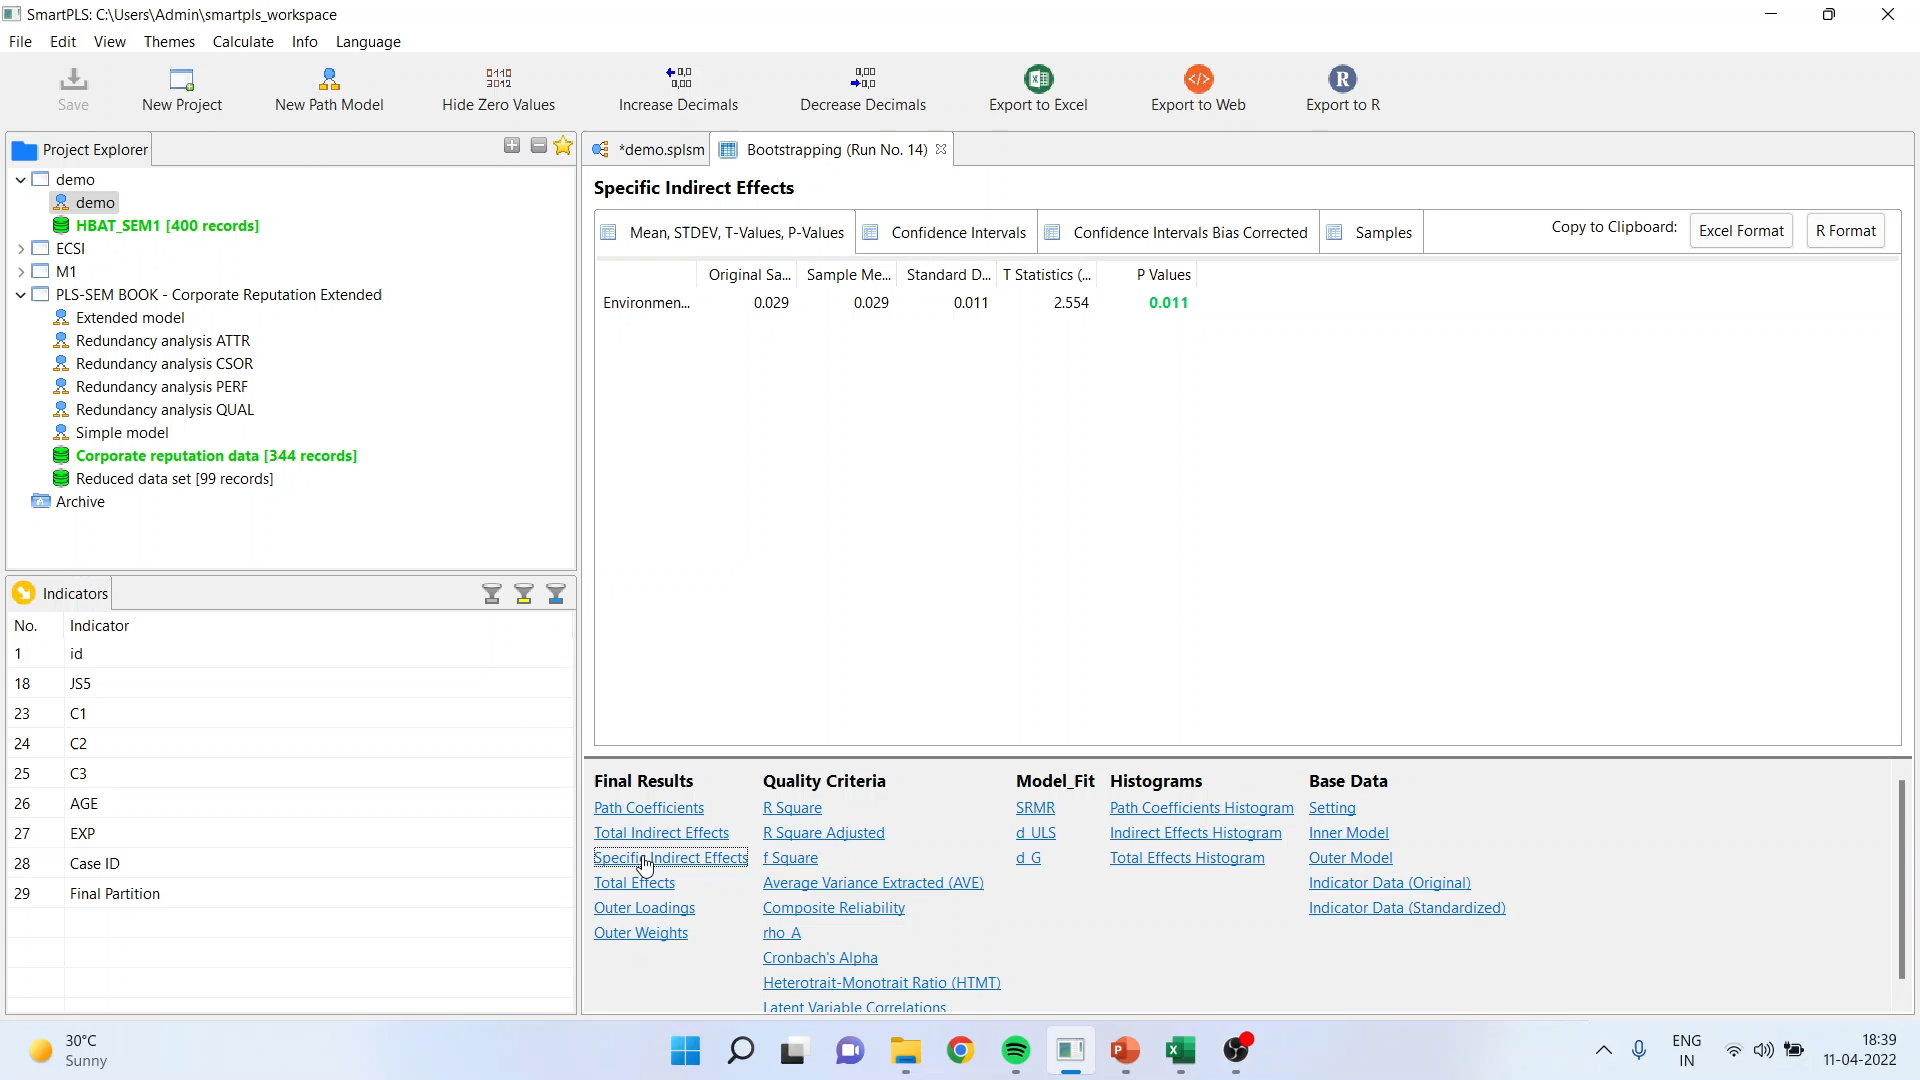 SmartPLS: C:\Users\Admin\smartpls_workspace
File Edit View Themes Calculate Info Language
Save New Project New Path Model Hide Zero Values Increase Decimals Decrease Decimals Export to Excel Export to Web Export to R
Project Explorer
demo
demo
HBAT_SEM1 [400 records]
ECSI
M1
PLS-SEM BOOK - Corporate Reputation Extended
Extended model
Redundancy analysis ATTR
Redundancy analysis CSOR
Redundancy analysis PERF
Redundancy analysis QUAL
Simple model
Corporate reputation data [344 records]
Reduced data set [99 records]
Archive
Indicators
No. Indicator
1 id
18 JS5
23 C1
24 C2
25 C3
26 AGE
27 EXP
28 Case ID
29 Final Partition
*demo.splsm Bootstrapping (Run No. 14)
Specific Indirect Effects
Mean, STDEV, T-Values, P-Values Confidence Intervals Confidence Intervals Bias Corrected Samples Copy to Clipboard: Excel Format R Format
Original Sa... Sample Me... Standard D... T Statistics (... P Values
Environmen... 0.029 0.029 0.011 2.554 0.011
Final Results Quality Criteria Model_Fit Histograms Base Data
Path Coefficients R Square SRMR Path Coefficients Histogram Setting
Total Indirect Effects R Square Adjusted d_ULS Indirect Effects Histogram Inner Model
Specific Indirect Effects f Square d_G Total Effects Histogram Outer Model
Total Effects Average Variance Extracted (AVE) Indicator Data (Original)
Outer Loadings Composite Reliability Indicator Data (Standardized)
Outer Weights rho_A
Cronbach's Alpha
Heterotrait-Monotrait Ratio (HTMT)
Latent Variable Correlations
30°C
Sunny
ENG
IN
18:39
11-04-2022